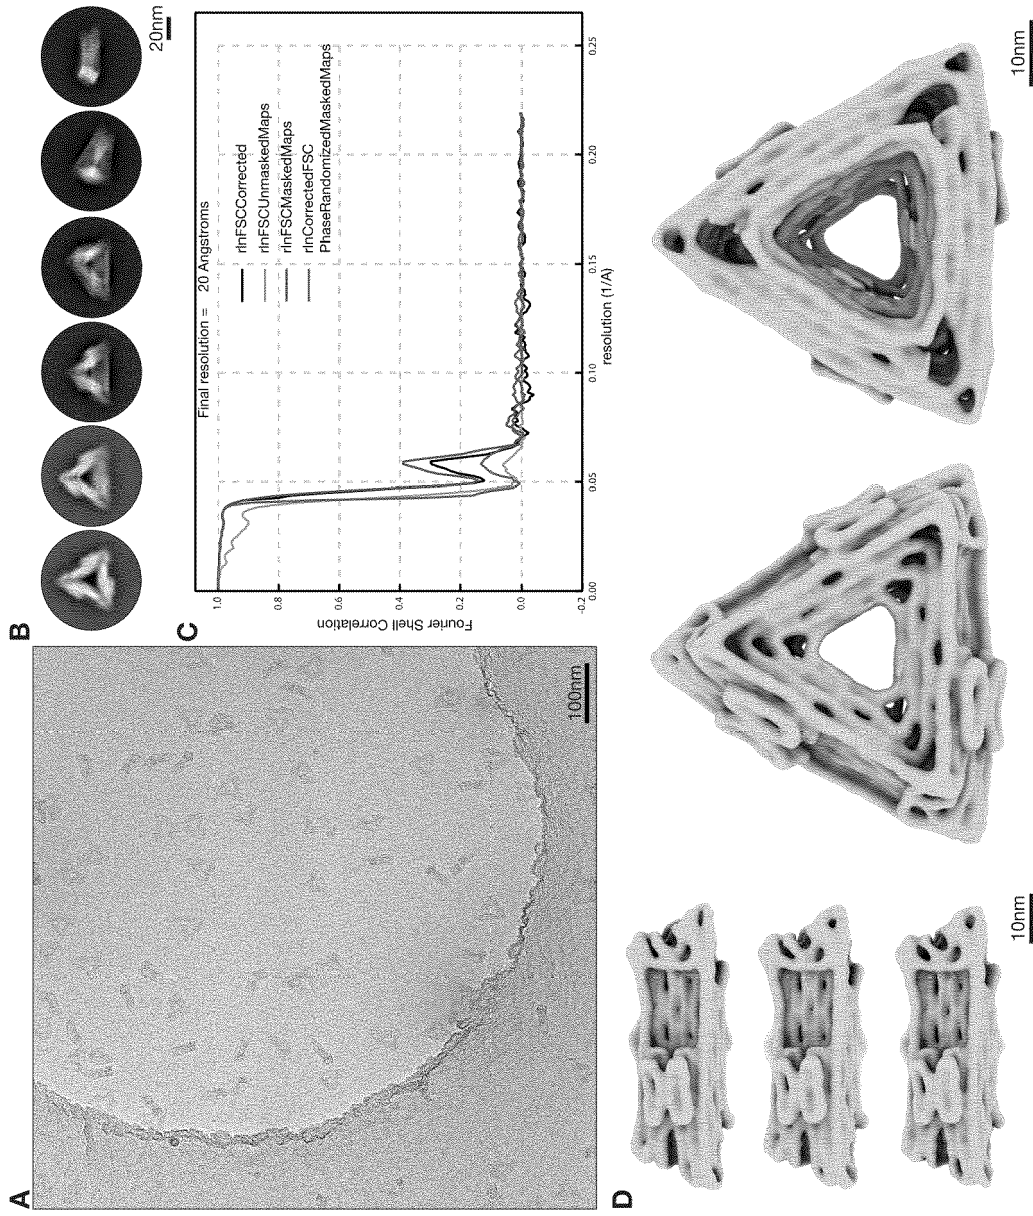 A
100nm
B
20nm
C
Final resolution = 20 Angstroms
rlnFSCCorrected
rlnFSCUnmaskedMaps
rlnFSCMaskedMaps
rlnCorrectedFSC
PhaseRandomizedMaskedMaps
Fourier Shell Correlation
1.0
0.8
0.6
0.4
0.2
0.0
-0.2
0.00
0.05
0.10
0.15
0.20
0.25
resolution (1/A)
D
10nm
10nm